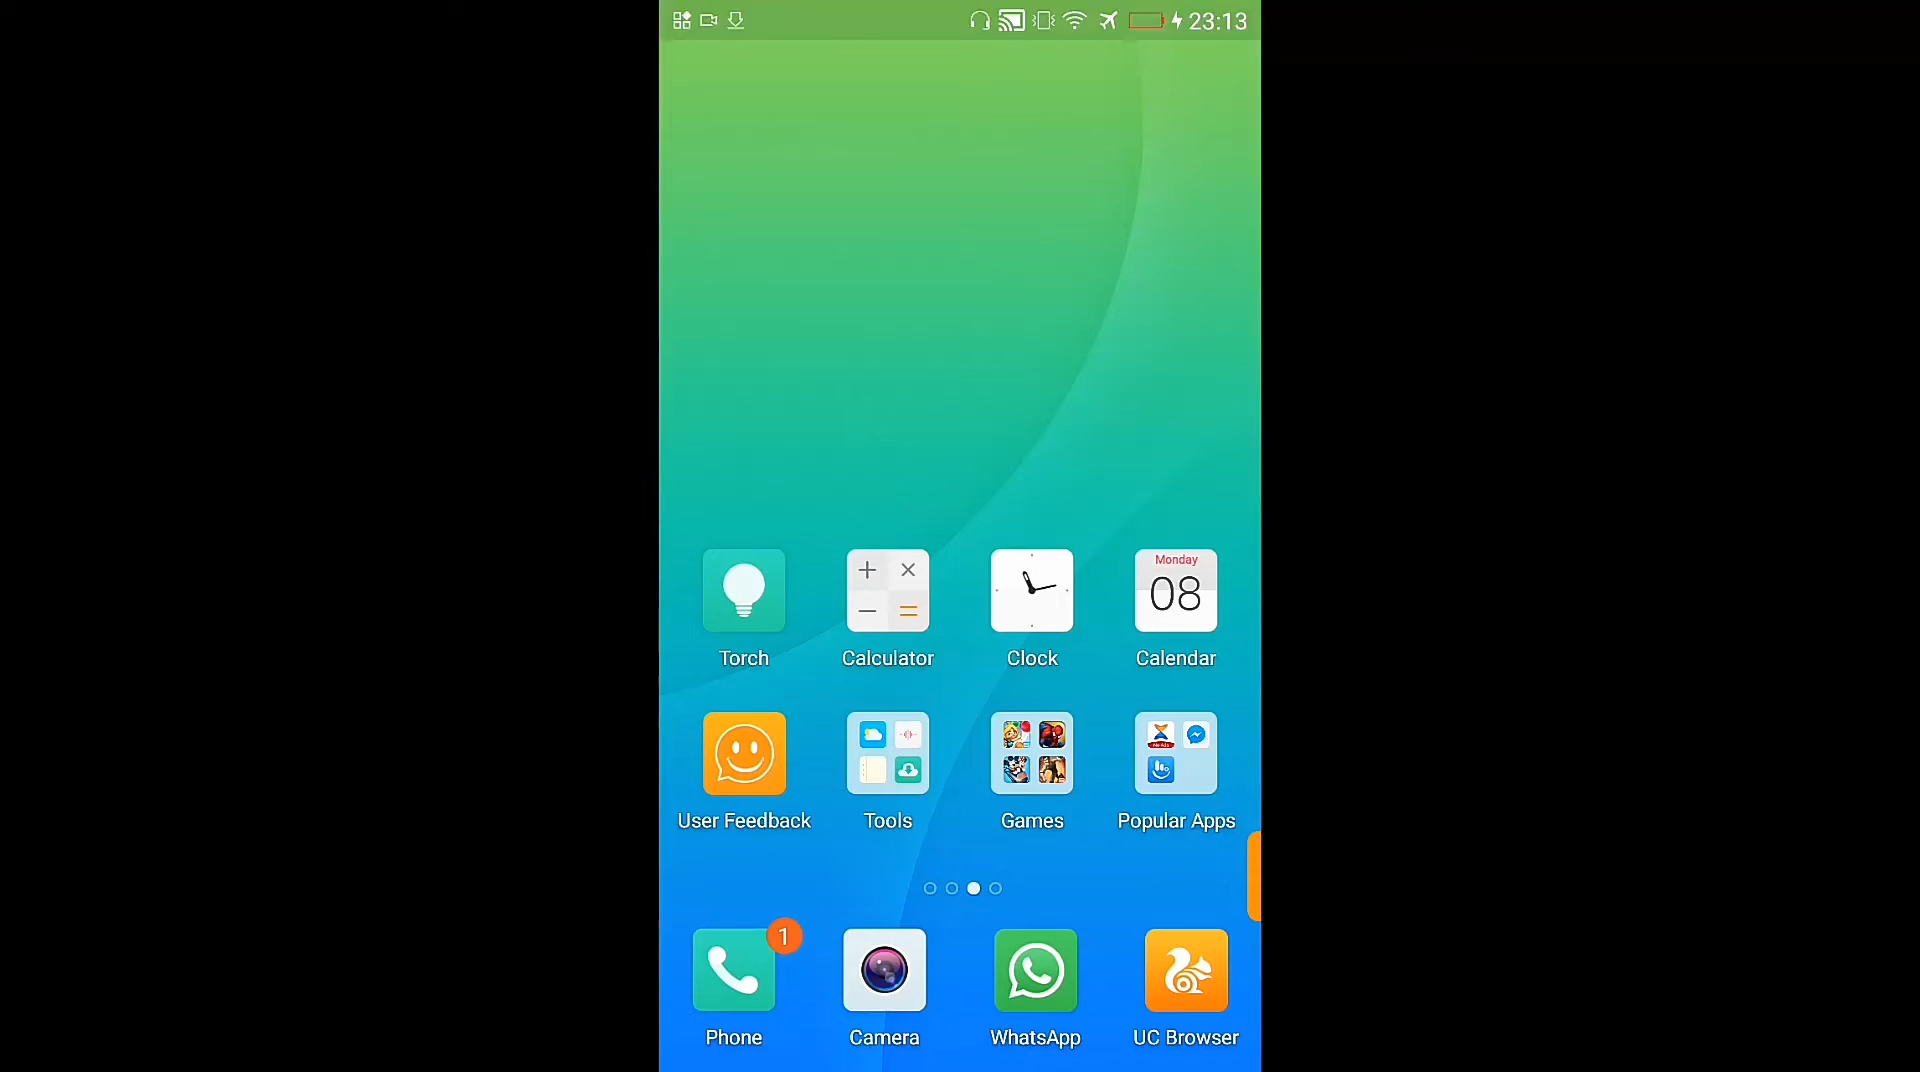 23:13
Monday
08
Torch
Calculator
Clock
Calendar
User Feedback
Tools
Games
Popular Apps
1
Phone
Camera
WhatsApp
UC Browser